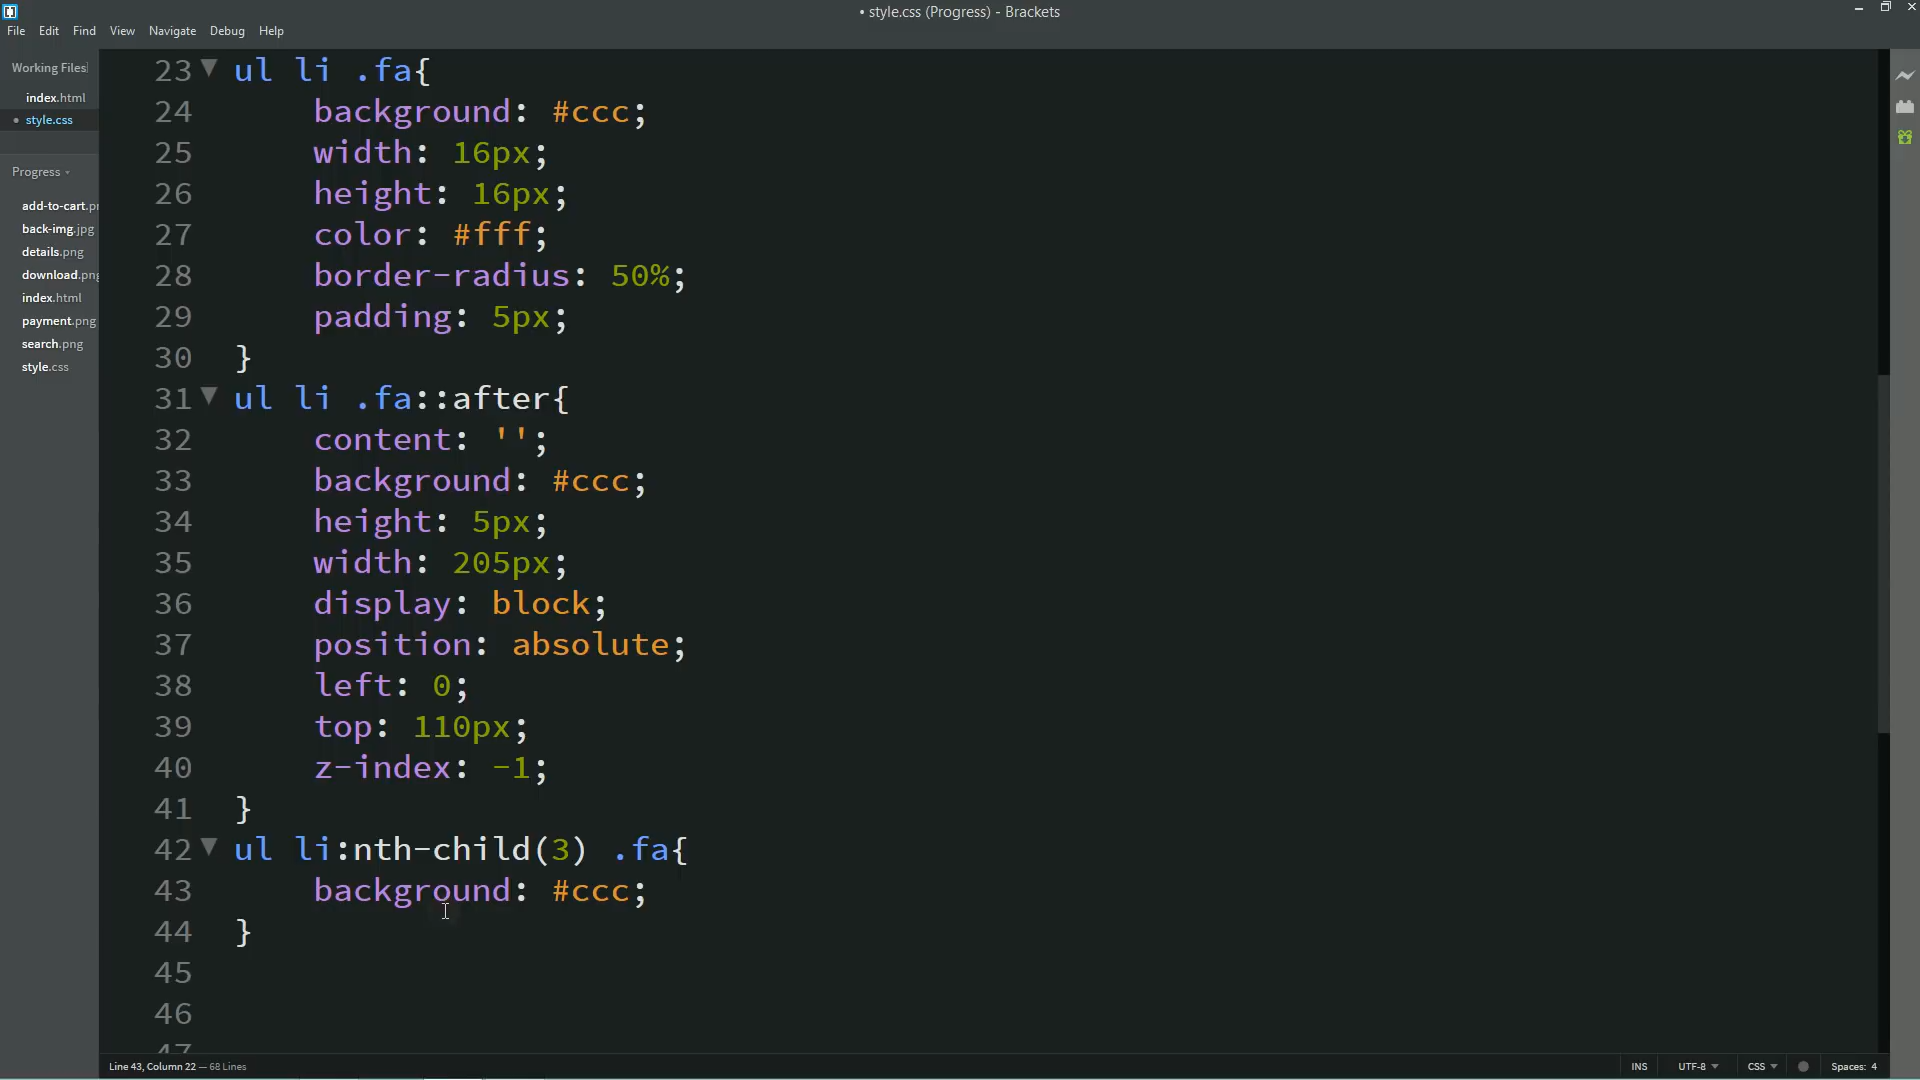 • style.css (Progress) - Brackets
File Edit Find View Navigate Debug Help
Working Files
index.html
• style.css
Progress
add-to-cart.pn
back-img.jpg
details.png
download.png
index.html
payment.png
search.png
style.css
23 ul li .fa{
24 background: #ccc;
25 width: 16px;
26 height: 16px;
27 color: #fff;
28 border-radius: 50%;
29 padding: 5px;
30 }
31 ul li .fa::after{
32 content: '';
33 background: #ccc;
34 height: 5px;
35 width: 205px;
36 display: block;
37 position: absolute;
38 left: 0;
39 top: 110px;
40 z-index: -1;
41 }
42 ul li:nth-child(3) .fa{
43 background: #ccc;
44 }
45
46
47
Line 43, Column 22 — 68 Lines
INS UTF-8 CSS Spaces: 4